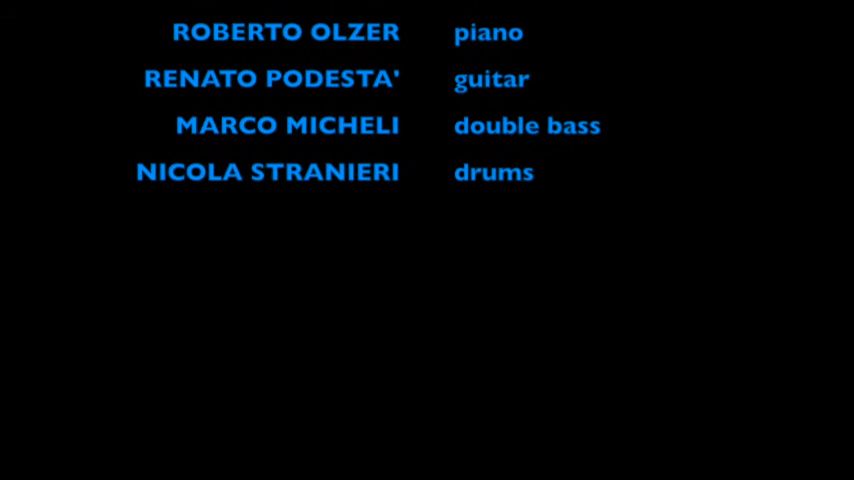 ROBERTO OLZER piano
RENATO PODESTA' guitar
MARCO MICHELI double bass
NICOLA STRANIERI drums